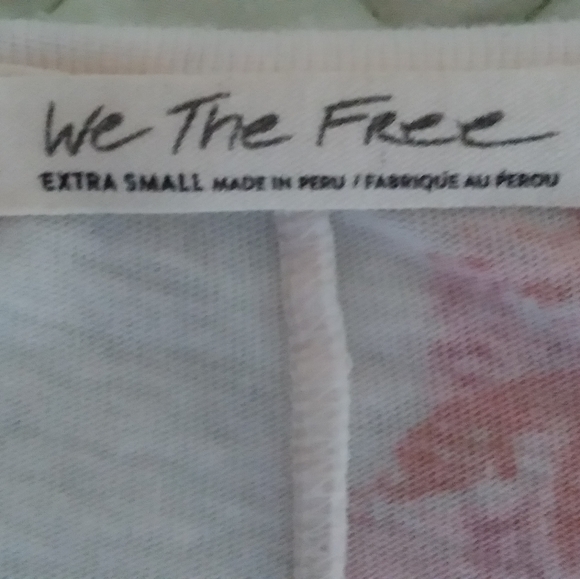 We The Free
EXTRA SMALL MADE IN PERU / FABRIQUÉ AU PÉROU